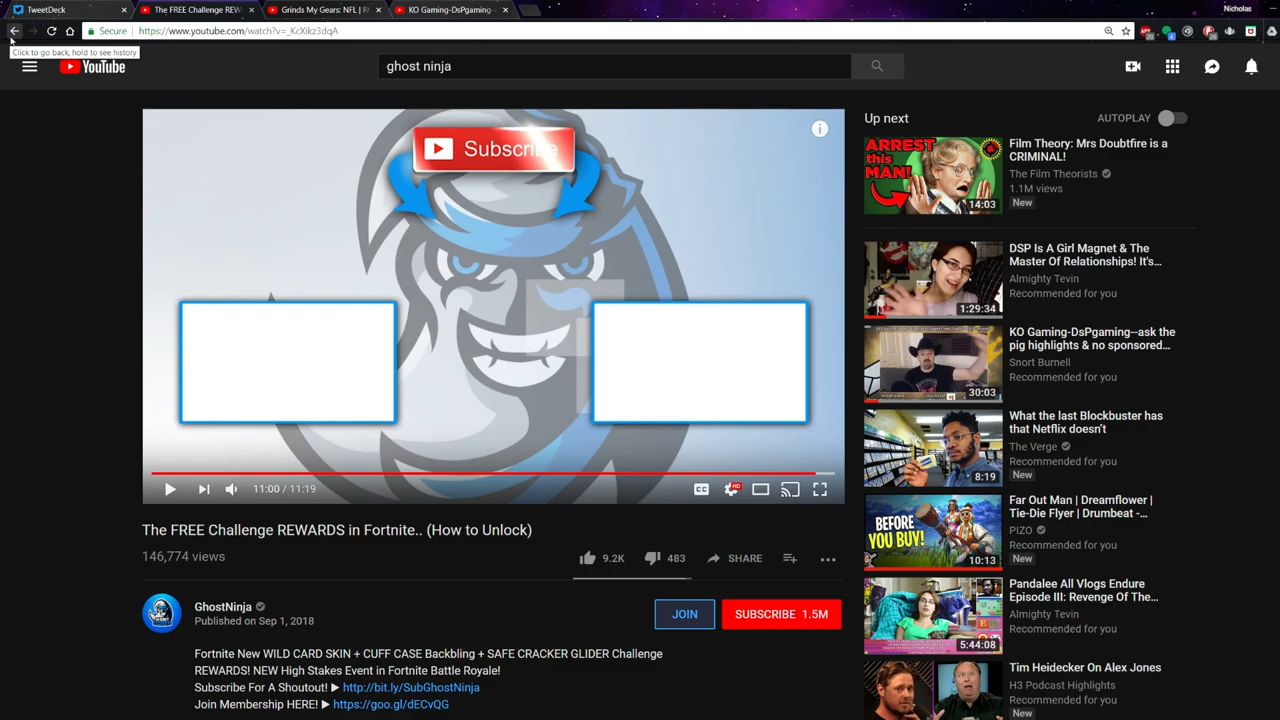 TweetDeck
The FREE Challenge REW
Grinds My Gears: NFL | R
KO Gaming-DsPgaming-
Nicholas
Secure
https://www.youtube.com/watch?v=_KcXikz3dqA
Click to go back, hold to see history
YouTube
ghost ninja
Subscribe
11:00 / 11:19
CC
HD
The FREE Challenge REWARDS in Fortnite.. (How to Unlock)
146,774 views
9.2K
483
SHARE
GhostNinja
Published on Sep 1, 2018
JOIN
SUBSCRIBE 1.5M
Fortnite New WILD CARD SKIN + CUFF CASE Backbling + SAFE CRACKER GLIDER Challenge
REWARDS! NEW High Stakes Event in Fortnite Battle Royale!
Subscribe For A Shoutout! ▶ http://bit.ly/SubGhostNinja
Join Membership HERE! ▶ https://goo.gl/dECvQG
Up next
AUTOPLAY
ARREST
this
MAN!
14:03
Film Theory: Mrs Doubtfire is a
CRIMINAL!
The Film Theorists
1.1M views
New
1:29:34
DSP Is A Girl Magnet & The
Master Of Relationships! It's...
Almighty Tevin
Recommended for you
30:03
KO Gaming-DsPgaming--ask the
pig highlights & no sponsored...
Snort Burnell
Recommended for you
8:19
What the last Blockbuster has
that Netflix doesn't
The Verge
Recommended for you
New
BEFORE
YOU BUY!
10:13
Far Out Man | Dreamflower |
Tie-Die Flyer | Drumbeat -...
PIZO
Recommended for you
New
5:44:08
Pandalee All Vlogs Endure
Episode III: Revenge Of The...
Almighty Tevin
Recommended for you
Tim Heidecker On Alex Jones
H3 Podcast Highlights
Recommended for you
New